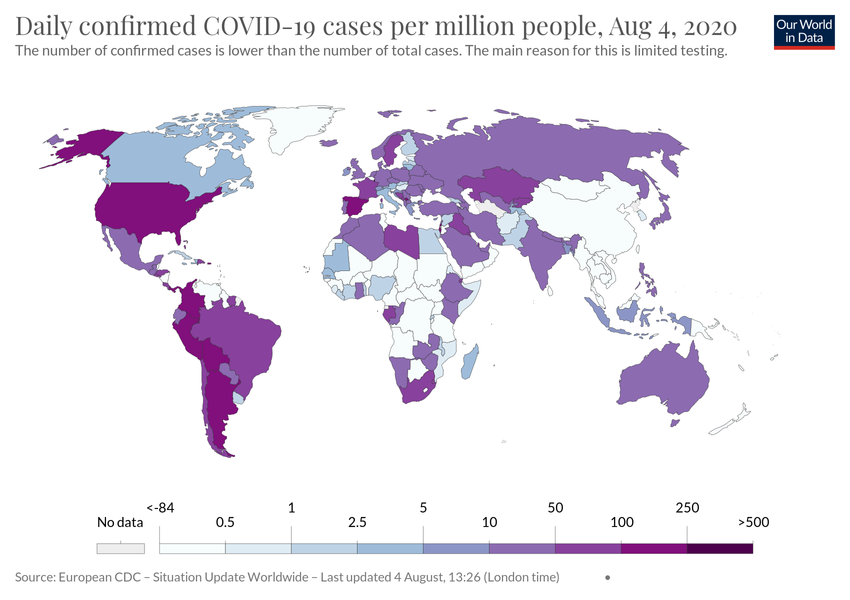 Daily confirmed COVID-19 cases per million people, Aug 4, 2020
The number of confirmed cases is lower than the number of total cases. The main reason for this is limited testing.
Our World
in Data
<-84 1 5 50 250
No data 0.5 2.5 10 100 >500
Source: European CDC – Situation Update Worldwide – Last updated 4 August, 13:26 (London time) •